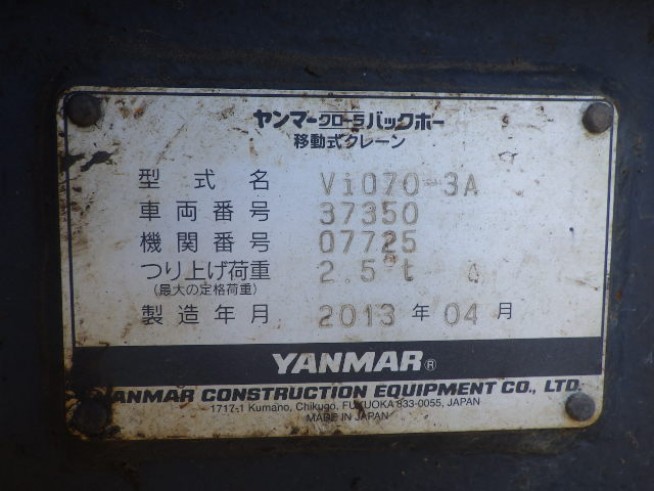 ヤンマークローラバックホー
移動式クレーン
型式名 ViO70-3A
車両番号 37350
機関番号 07725
つり上げ荷重 2.5 t
(最大の定格荷重)
製造年月 2013 年 04 月
YANMAR®
YANMAR CONSTRUCTION EQUIPMENT CO., LTD.
1717-1 Kumano, Chikugo, FUKUOKA 833-0055, JAPAN
MADE IN JAPAN